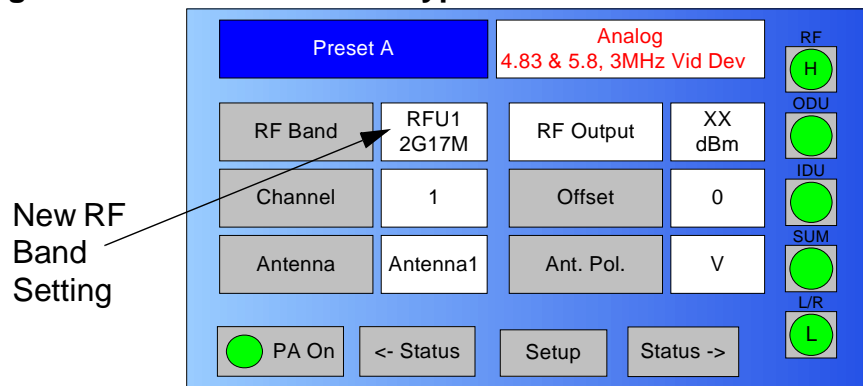 Preset A
Analog
4.83 & 5.8, 3MHz Vid Dev
RF
H
RF Band
RFU1
2G17M
RF Output
XX
dBm
ODU
Channel
1
Offset
0
IDU
New RF
Band
Setting
Antenna
Antenna1
Ant. Pol.
V
SUM
L/R
L
PA On
<- Status
Setup
Status ->